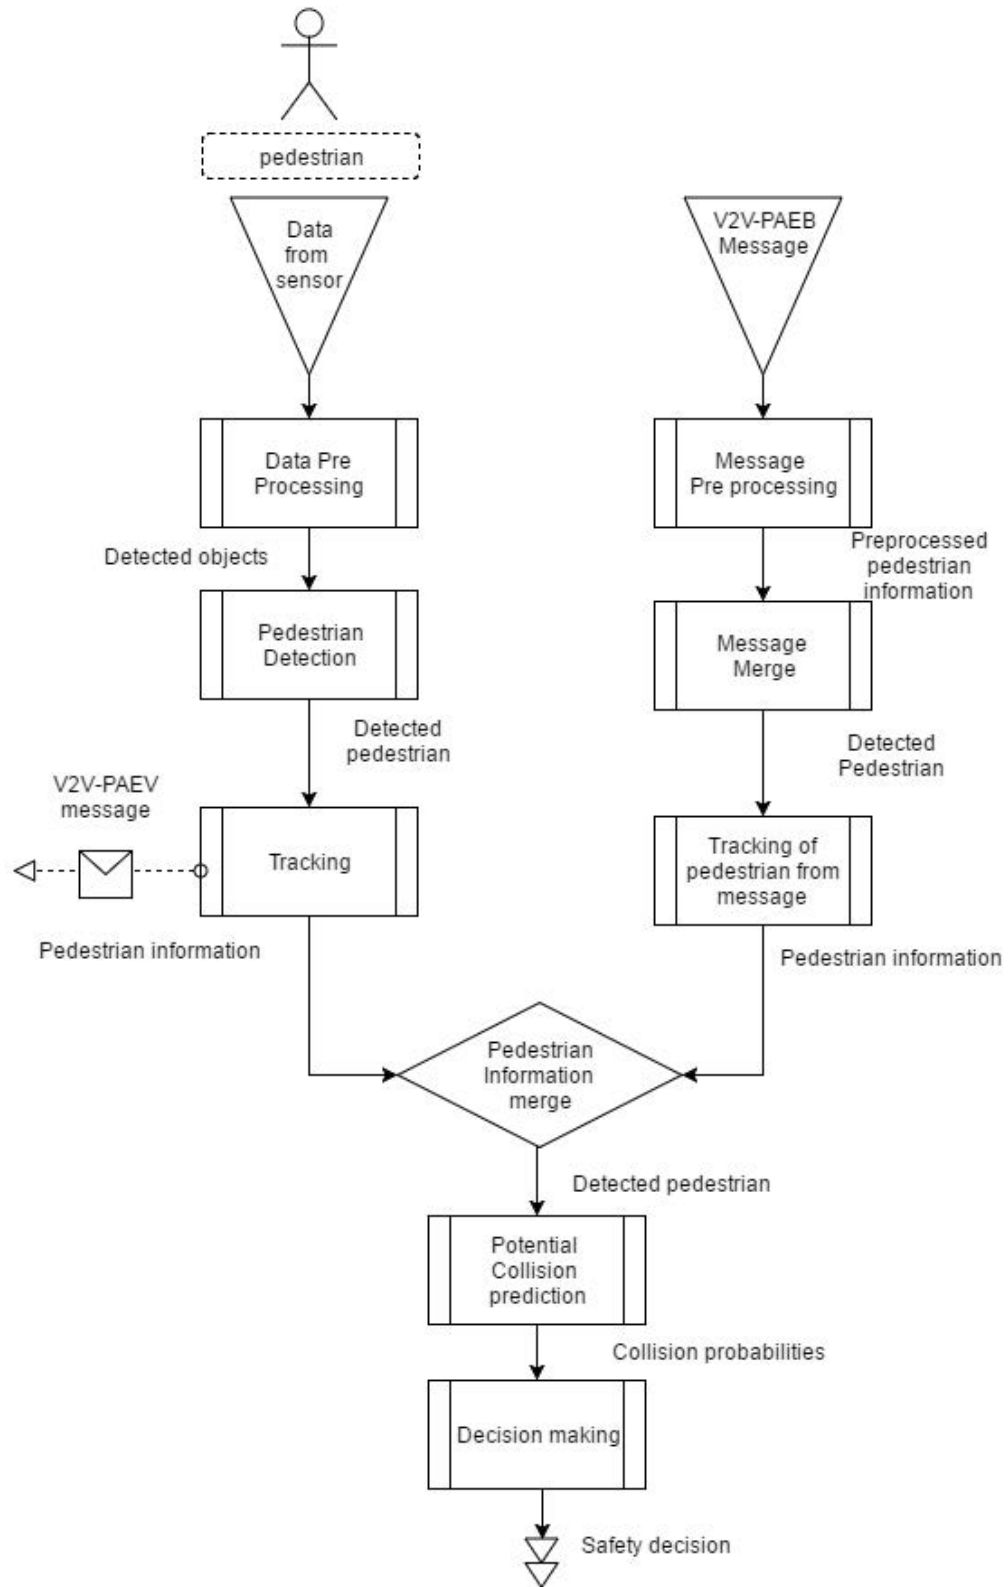 pedestrian
Data
from
sensor
V2V-PAEB
Message
Data Pre
Processing
Message
Pre processing
Detected objects
Preprocessed
pedestrian
information
Pedestrian
Detection
Message
Merge
Detected
pedestrian
Detected
Pedestrian
V2V-PAEV
message
Tracking
Tracking of
pedestrian from
message
Pedestrian information
Pedestrian information
Pedestrian
Information
merge
Detected pedestrian
Potential
Collision
prediction
Collision probabilities
Decision making
Safety decision